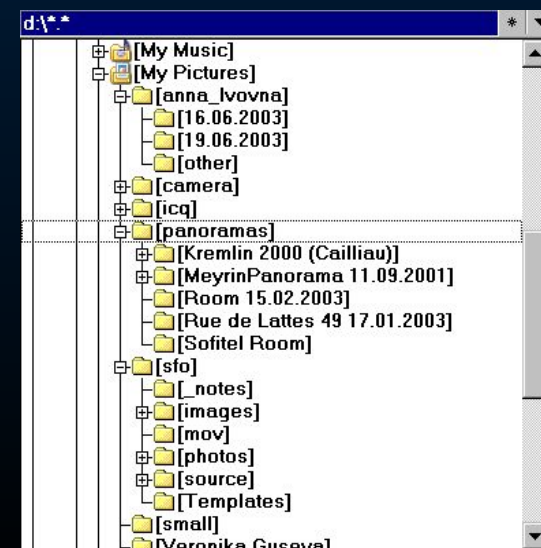 d:\*.*
[My Music]
[My Pictures]
[anna_lvovna]
[16.06.2003]
[19.06.2003]
[other]
[camera]
[icq]
[panoramas]
[Kremlin 2000 (Cailliau)]
[MeyrinPanorama 11.09.2001]
[Room 15.02.2003]
[Rue de Lattes 49 17.01.2003]
[Sofitel Room]
[sfo]
[_notes]
[images]
[mov]
[photos]
[source]
[Templates]
[small]
[Veronika Guseva]